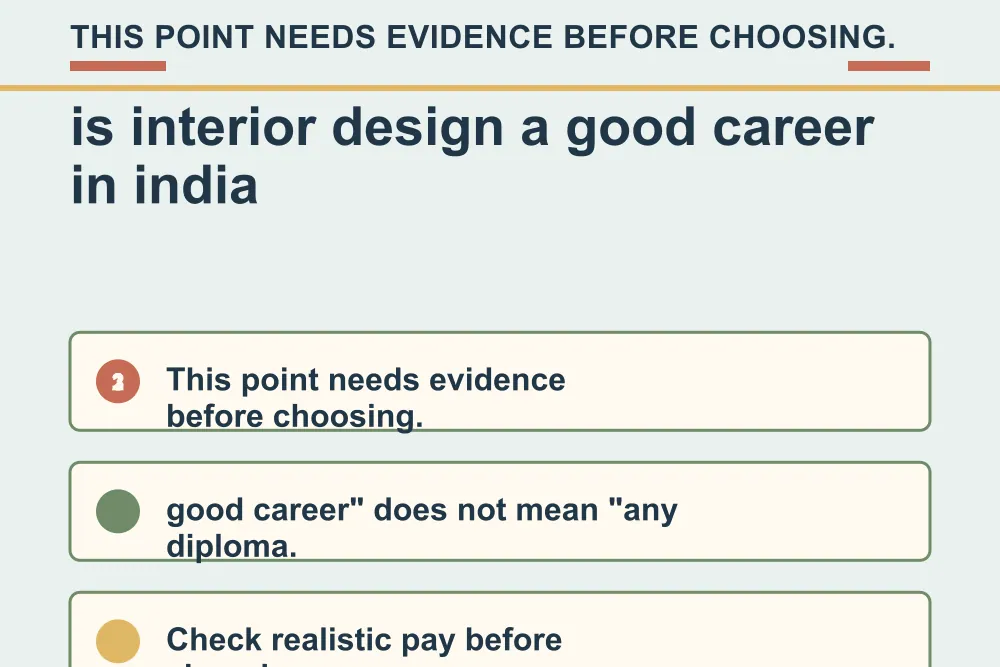 THIS POINT NEEDS EVIDENCE BEFORE CHOOSING.
is interior design a good career
in india
This point needs evidence
before choosing.
good career" does not mean "any
diploma.
Check realistic pay before